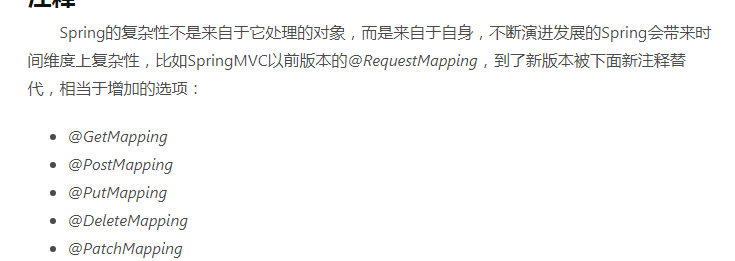 注释
Spring的复杂性不是来自于它处理的对象，而是来自于自身，不断演进发展的Spring会带来时
间维度上复杂性，比如SpringMVC以前版本的@RequestMapping，到了新版本被下面新注释替
代，相当于增加的选项：
@GetMapping
@PostMapping
@PutMapping
@DeleteMapping
@PatchMapping